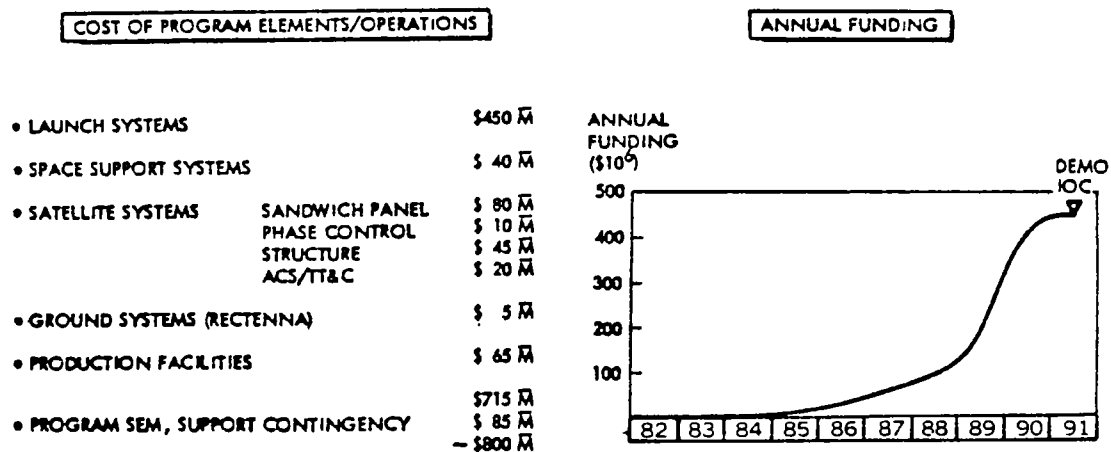 COST OF PROGRAM ELEMENTS/OPERATIONS
• LAUNCH SYSTEMS $450 M̅
• SPACE SUPPORT SYSTEMS $ 40 M̅
• SATELLITE SYSTEMS SANDWICH PANEL $ 80 M̅
PHASE CONTROL $ 10 M̅
STRUCTURE $ 45 M̅
ACS/TT&C $ 20 M̅
• GROUND SYSTEMS (RECTENNA) $ 5 M̅
• PRODUCTION FACILITIES $ 65 M̅
$715 M̅
• PROGRAM SEM, SUPPORT CONTINGENCY $ 85 M̅
~ $800 M̅
ANNUAL FUNDING
ANNUAL
FUNDING
($10⁶)
DEMO
IOC
500
400
300
200
100
82 83 84 85 86 87 88 89 90 91